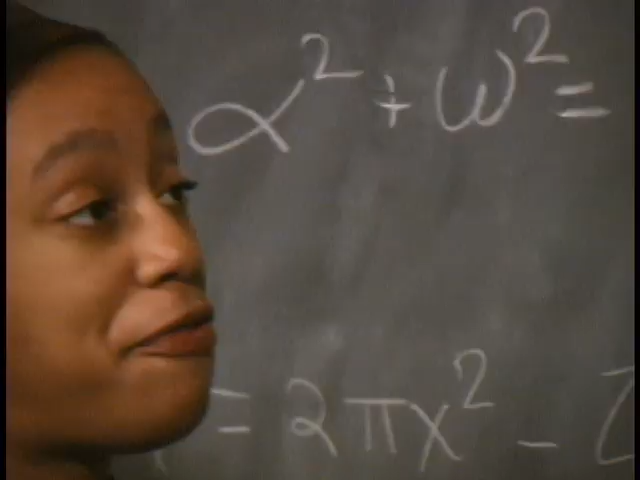 α² + ω² =
= 2πx² -